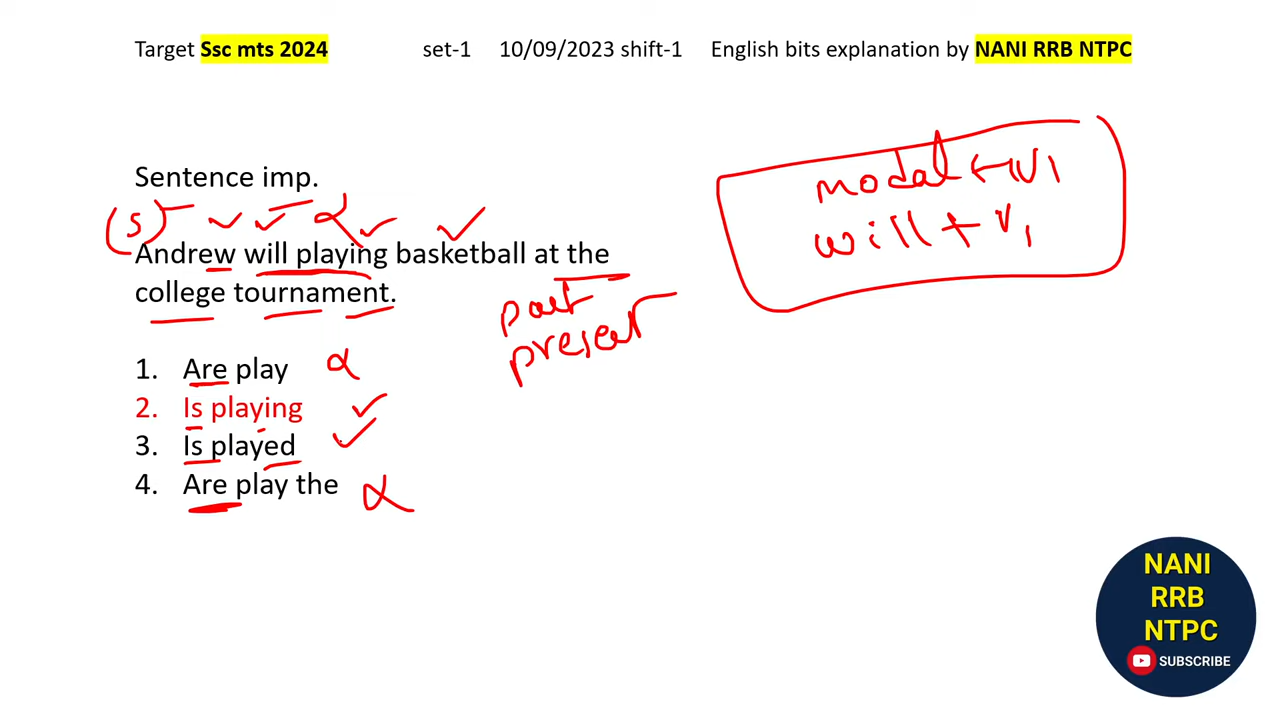 Target Ssc mts 2024 set-1 10/09/2023 shift-1 English bits explanation by NANI RRB NTPC
Sentence imp.
(S)
Andrew will playing basketball at the
college tournament.
modal + V1
will + V1
past
present
1. Are play
2. Is playing
3. Is played
4. Are play the
NANI
RRB
NTPC
SUBSCRIBE